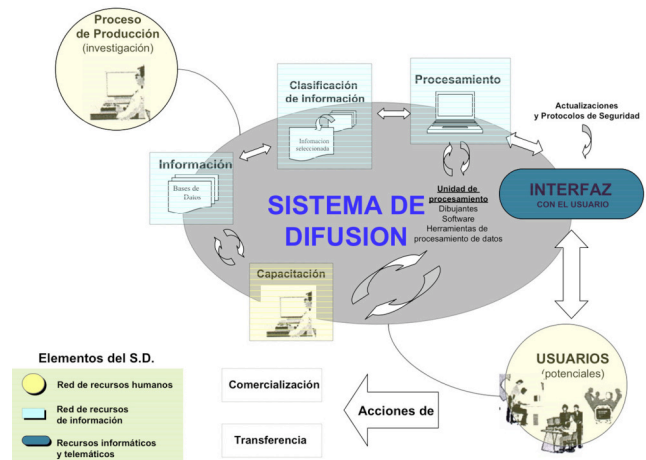 Proceso
de Producción
(investigación)
Clasificación
de información
Infomacion
seleccionada
Procesamiento
Actualizaciones
y Protocolos de Seguridad
Información
Bases de
Datos
SISTEMA DE
DIFUSION
Unidad de
procesamiento
Dibujantes
Software
Herramientas de
procesamiento de datos
INTERFAZ
CON EL USUARIO
Capacitación
USUARIOS
(potenciales)
Elementos del S.D.
Red de recursos humanos
Red de recursos
de información
Recursos informáticos
y telemáticos
Comercialización
Transferencia
Acciones de